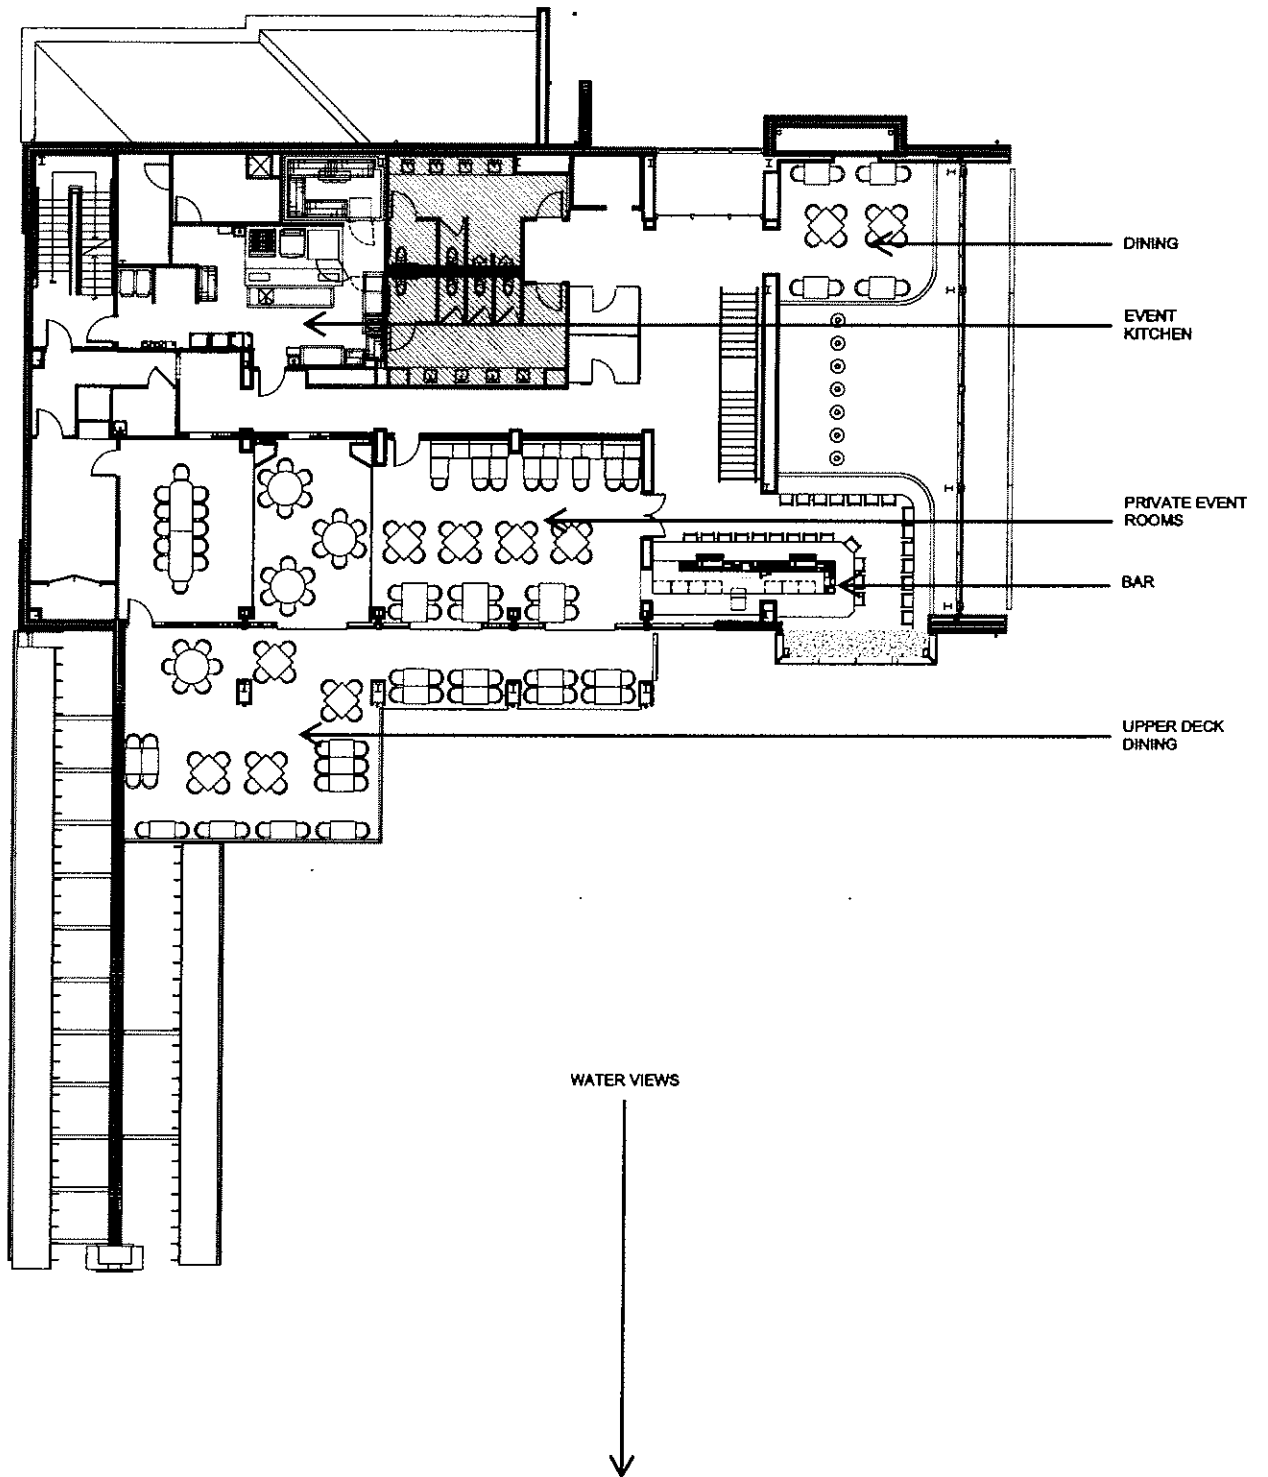 DINING
EVENT
KITCHEN
PRIVATE EVENT
ROOMS
BAR
UPPER DECK
DINING
WATER VIEWS